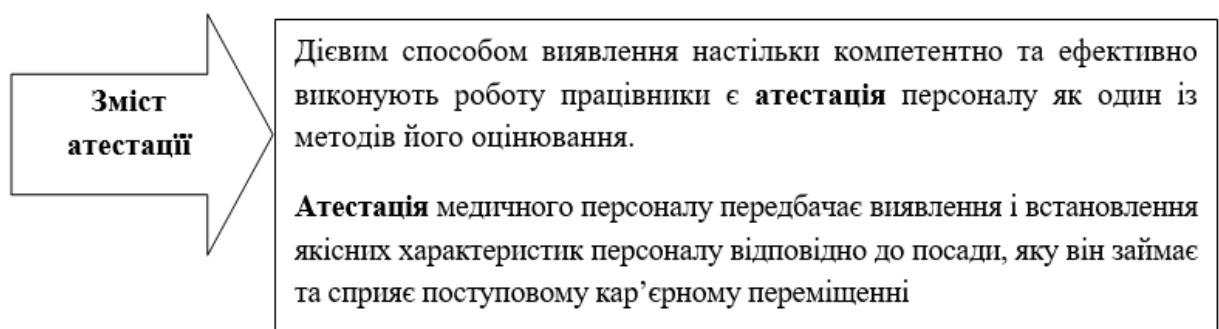 Зміст
атестації
Дієвим способом виявлення настільки компетентно та ефективно
виконують роботу працівники є атестація персоналу як один із
методів його оцінювання.
Атестація медичного персоналу передбачає виявлення і встановлення
якісних характеристик персоналу відповідно до посади, яку він займає
та сприяє поступовому кар’єрному переміщенні